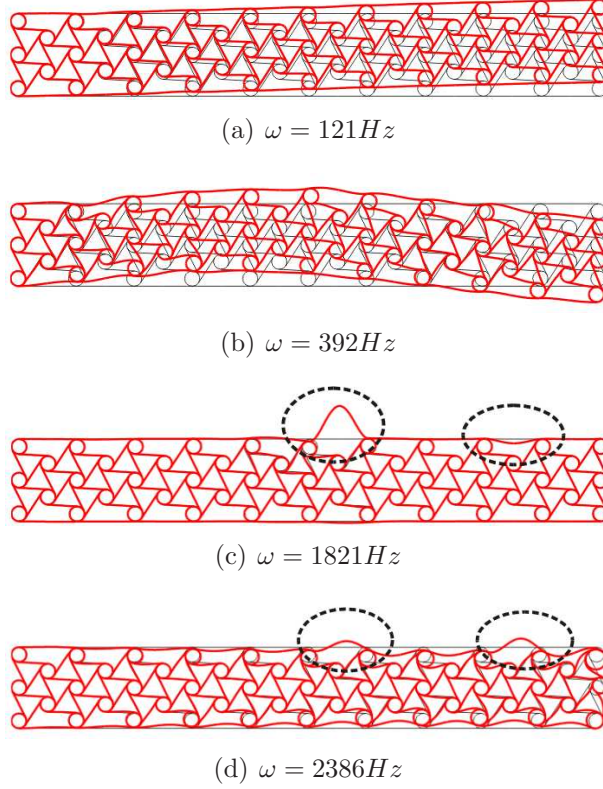 (a) ω = 121Hz
(b) ω = 392Hz
(c) ω = 1821Hz
(d) ω = 2386Hz